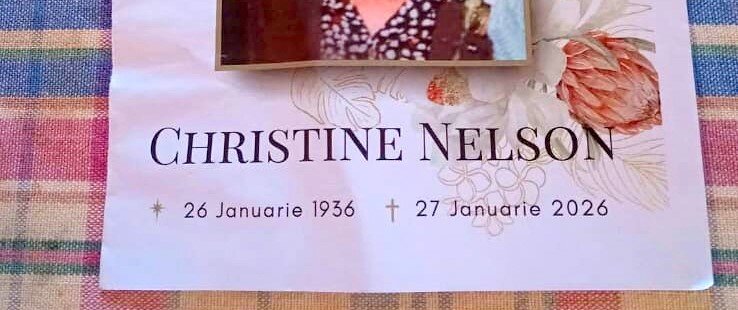 CHRISTINE NELSON
* 26 Januarie 1936 † 27 Januarie 2026